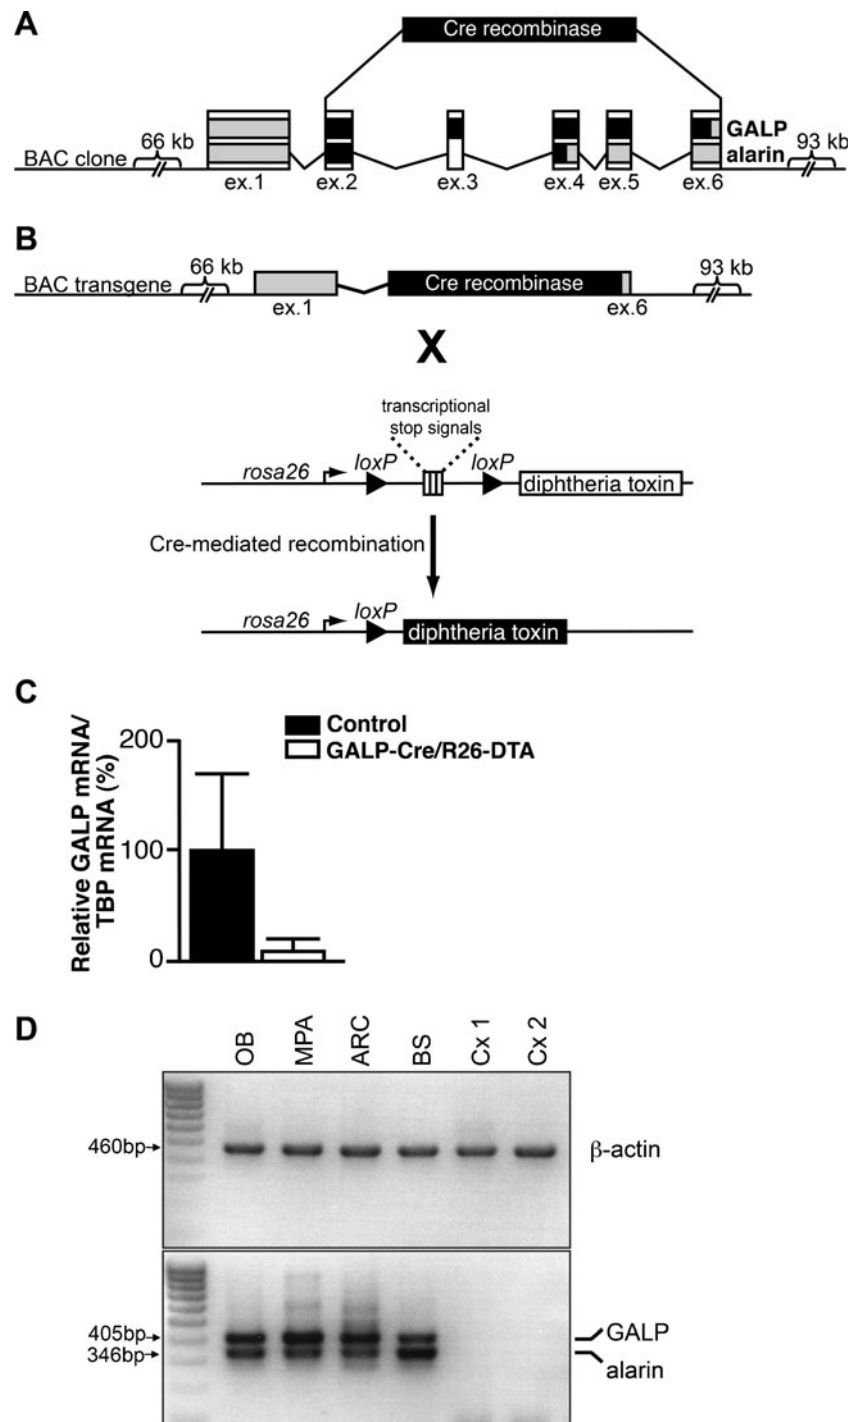 A
Cre recombinase
66 kb
GALP
93 kb
BAC clone
alarin
ex.1
ex.2
ex.3
ex.4
ex.5
ex.6
B
66 kb
93 kb
BAC transgene
Cre recombinase
ex.1
ex.6
X
transcriptional
stop signals
rosa26
loxP
loxP
diphtheria toxin
Cre-mediated recombination
rosa26
loxP
diphtheria toxin
C
Relative GALP mRNA/
TBP mRNA (%)
200
100
0
Control
GALP-Cre/R26-DTA
D
OB
MPA
ARC
BS
Cx 1
Cx 2
460bp
β-actin
405bp
GALP
346bp
alarin